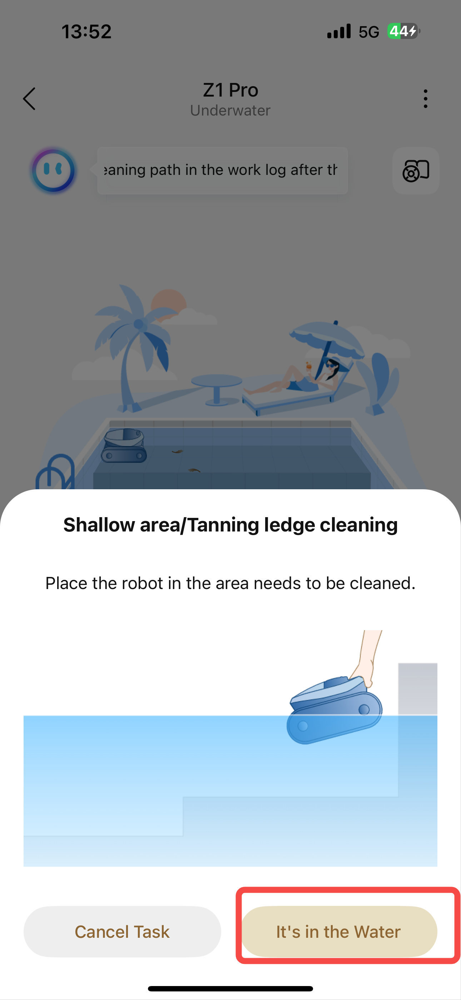 13:52
5G 44
Z1 Pro
Underwater
eaning path in the work log after th
Shallow area/Tanning ledge cleaning
Place the robot in the area needs to be cleaned.
Cancel Task
It's in the Water